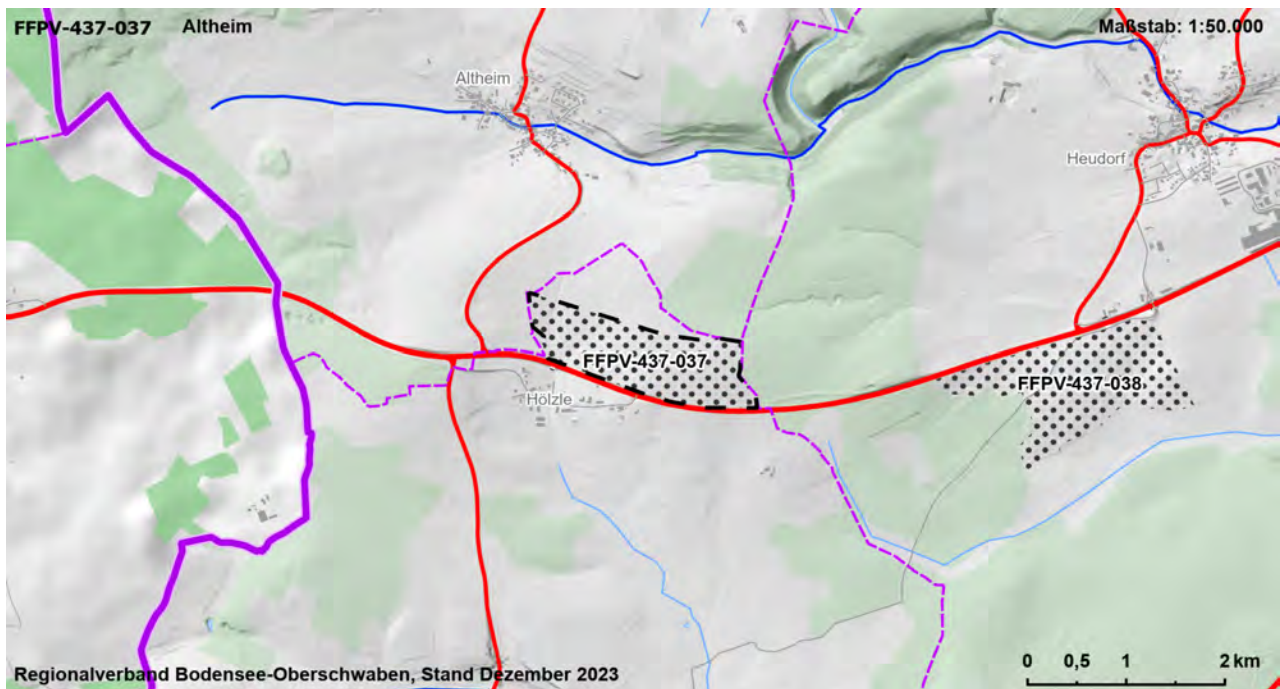 FFPV-437-037 Altheim Maßstab: 1:50.000
Altheim
Heudorf
FFPV-437-037
FFPV-437-038
Hölzle
Regionalverband Bodensee-Oberschwaben, Stand Dezember 2023
0 0,5 1 2 km